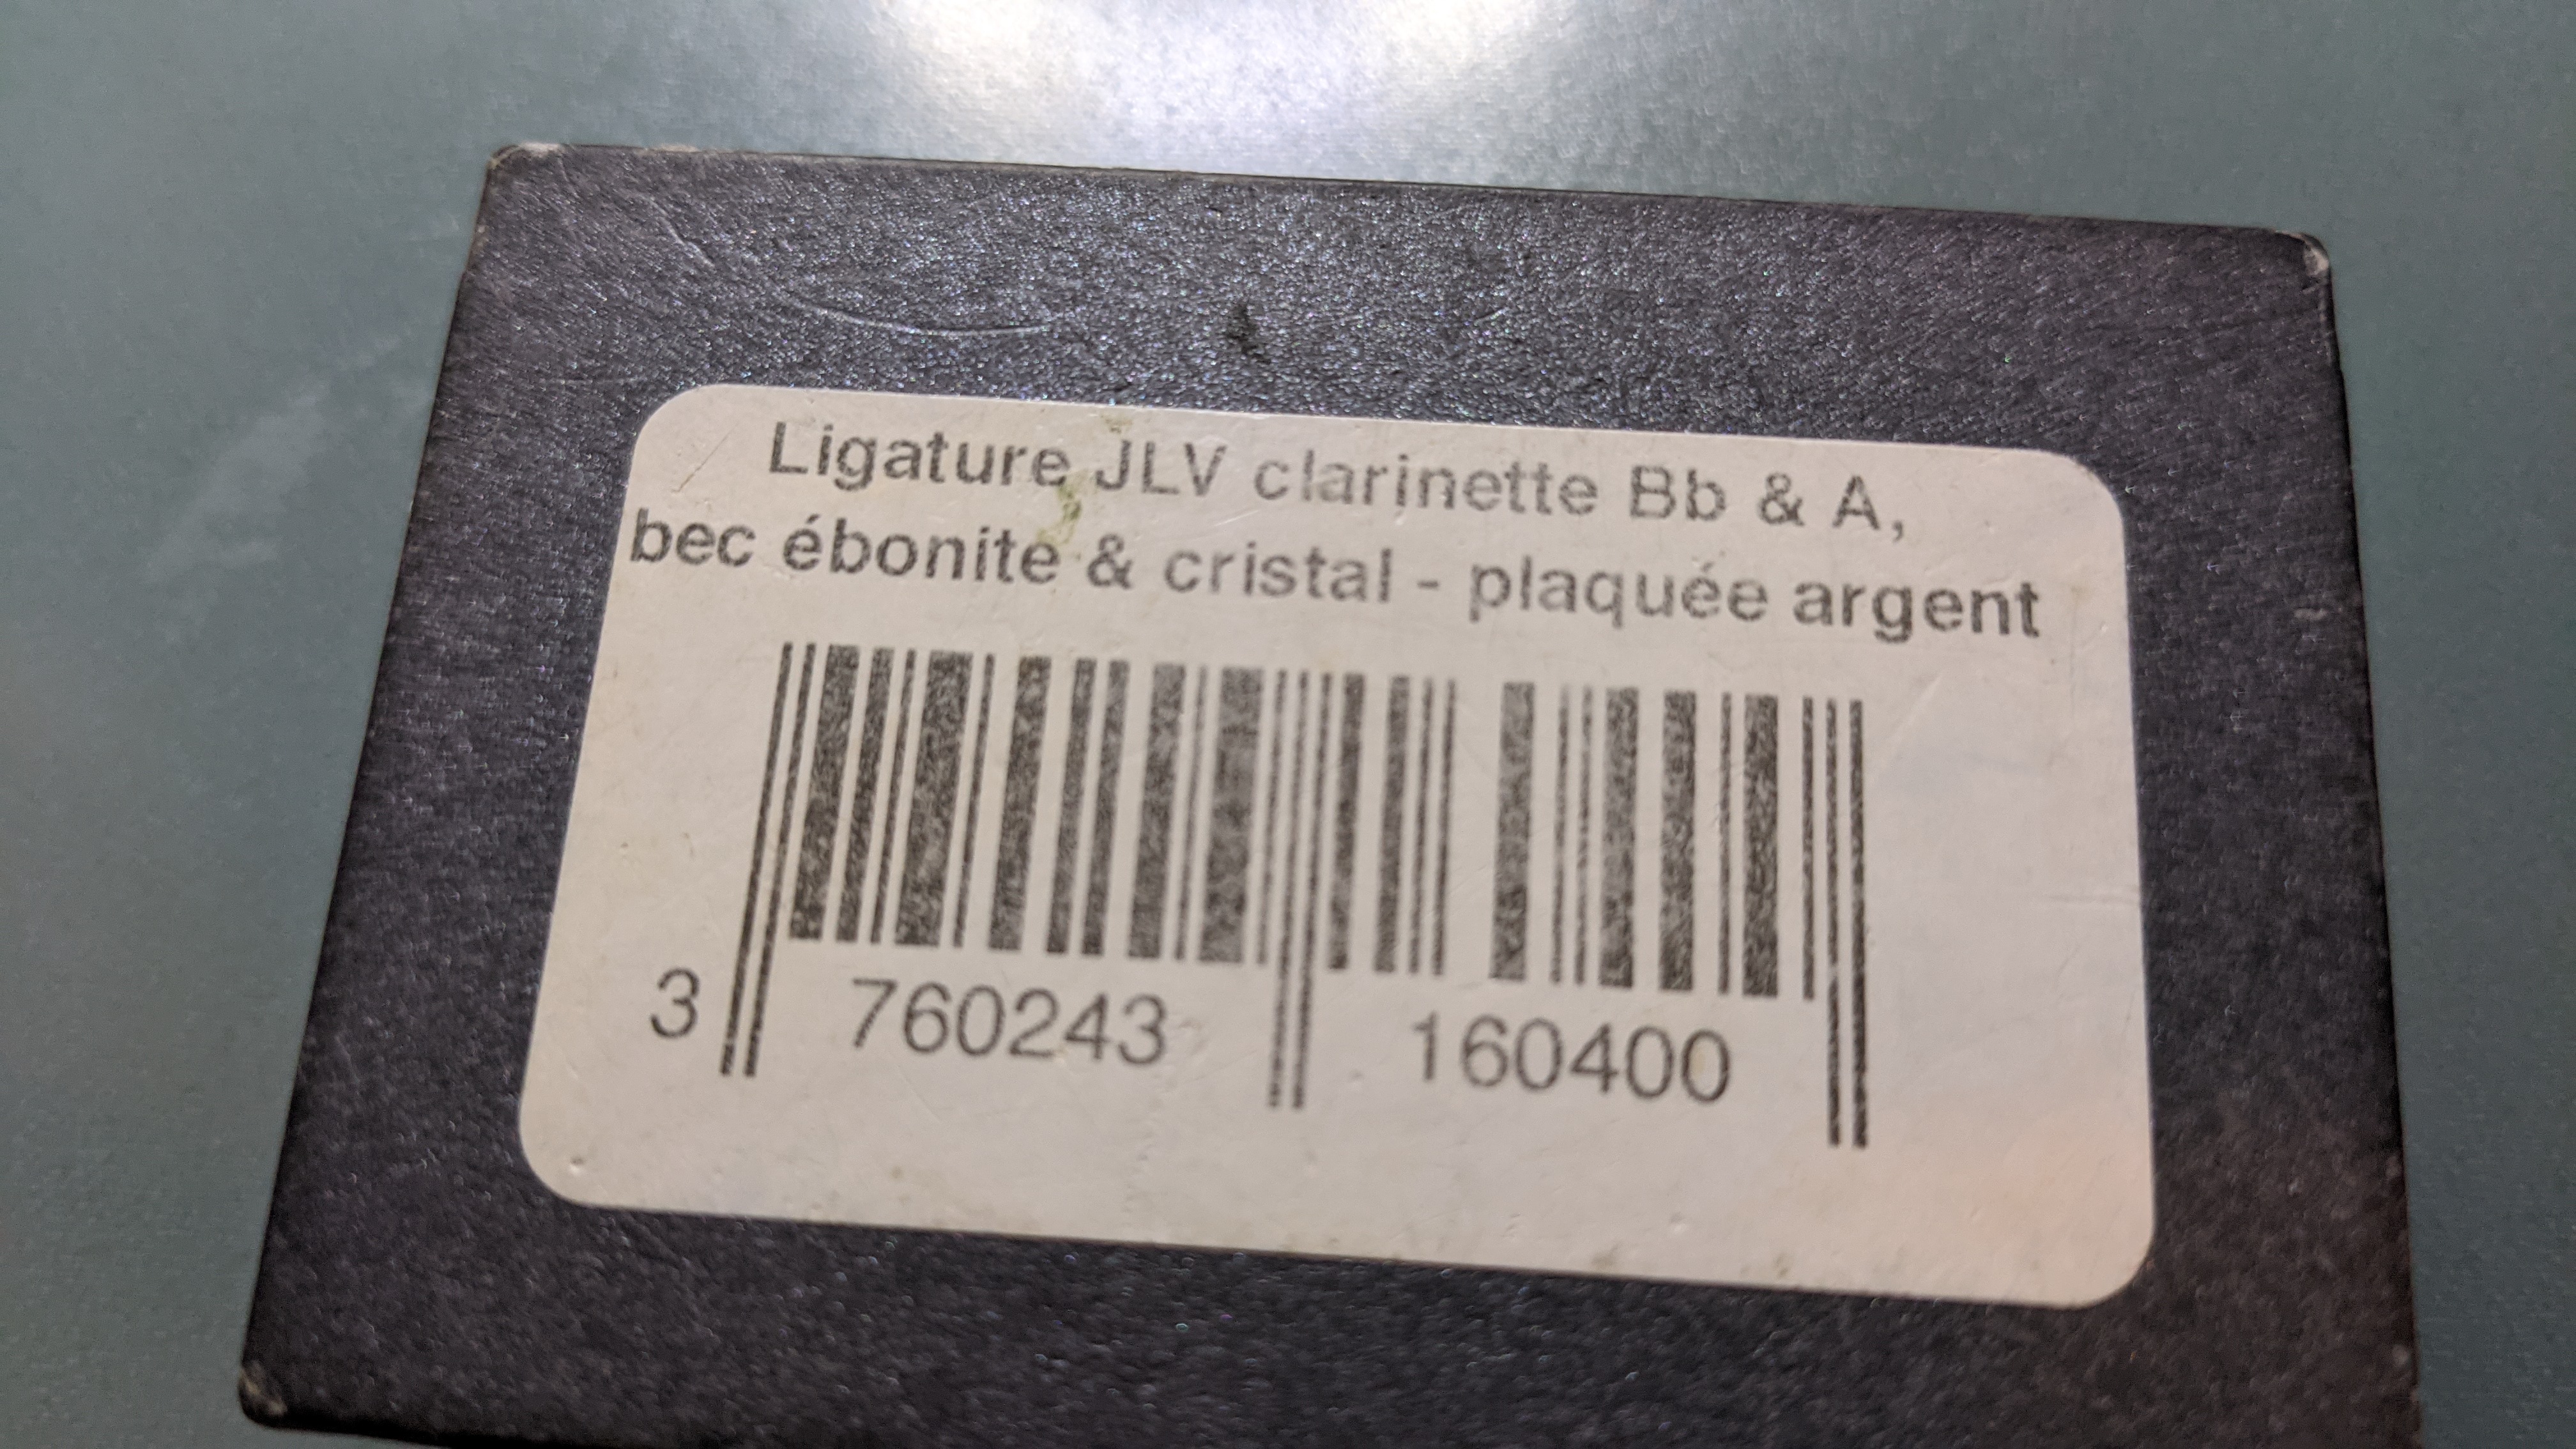 Ligature JLV clarinette Bb & A,
bec ébonite & cristal - plaquée argent
3 760243 160400